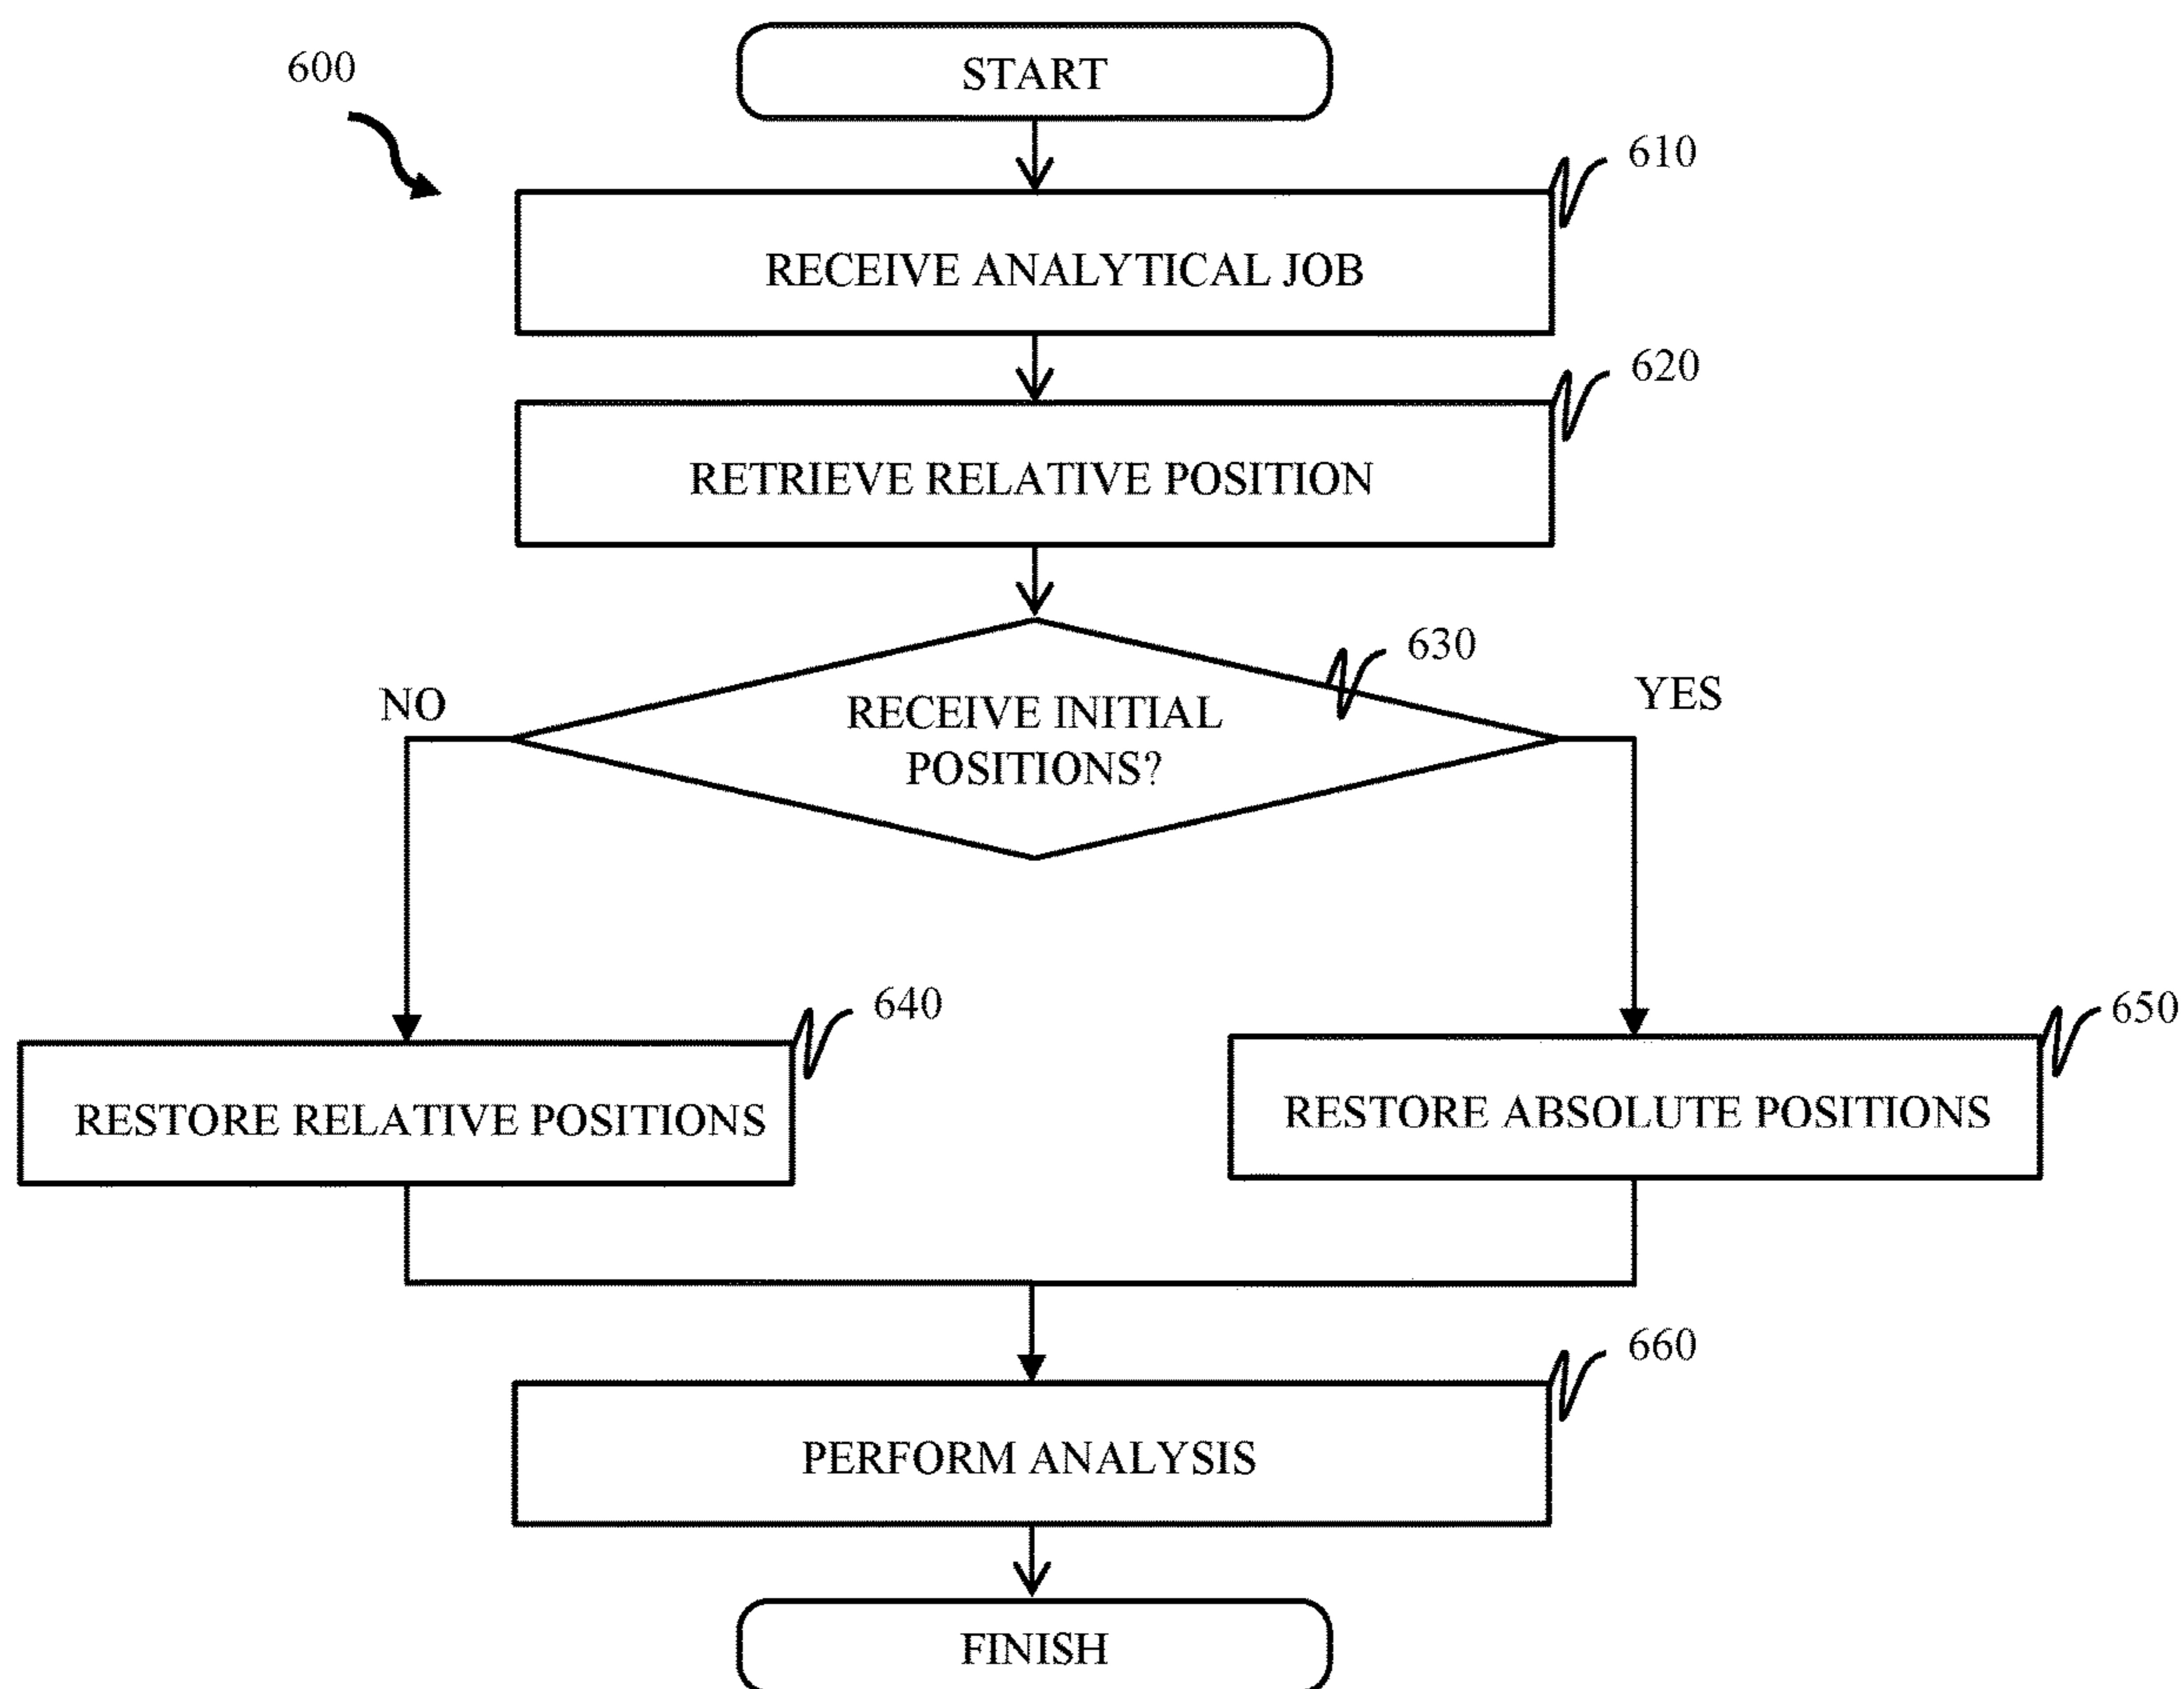 600
START
610
RECEIVE ANALYTICAL JOB
620
RETRIEVE RELATIVE POSITION
630
NO
YES
RECEIVE INITIAL
POSITIONS?
640
650
RESTORE RELATIVE POSITIONS
RESTORE ABSOLUTE POSITIONS
660
PERFORM ANALYSIS
FINISH